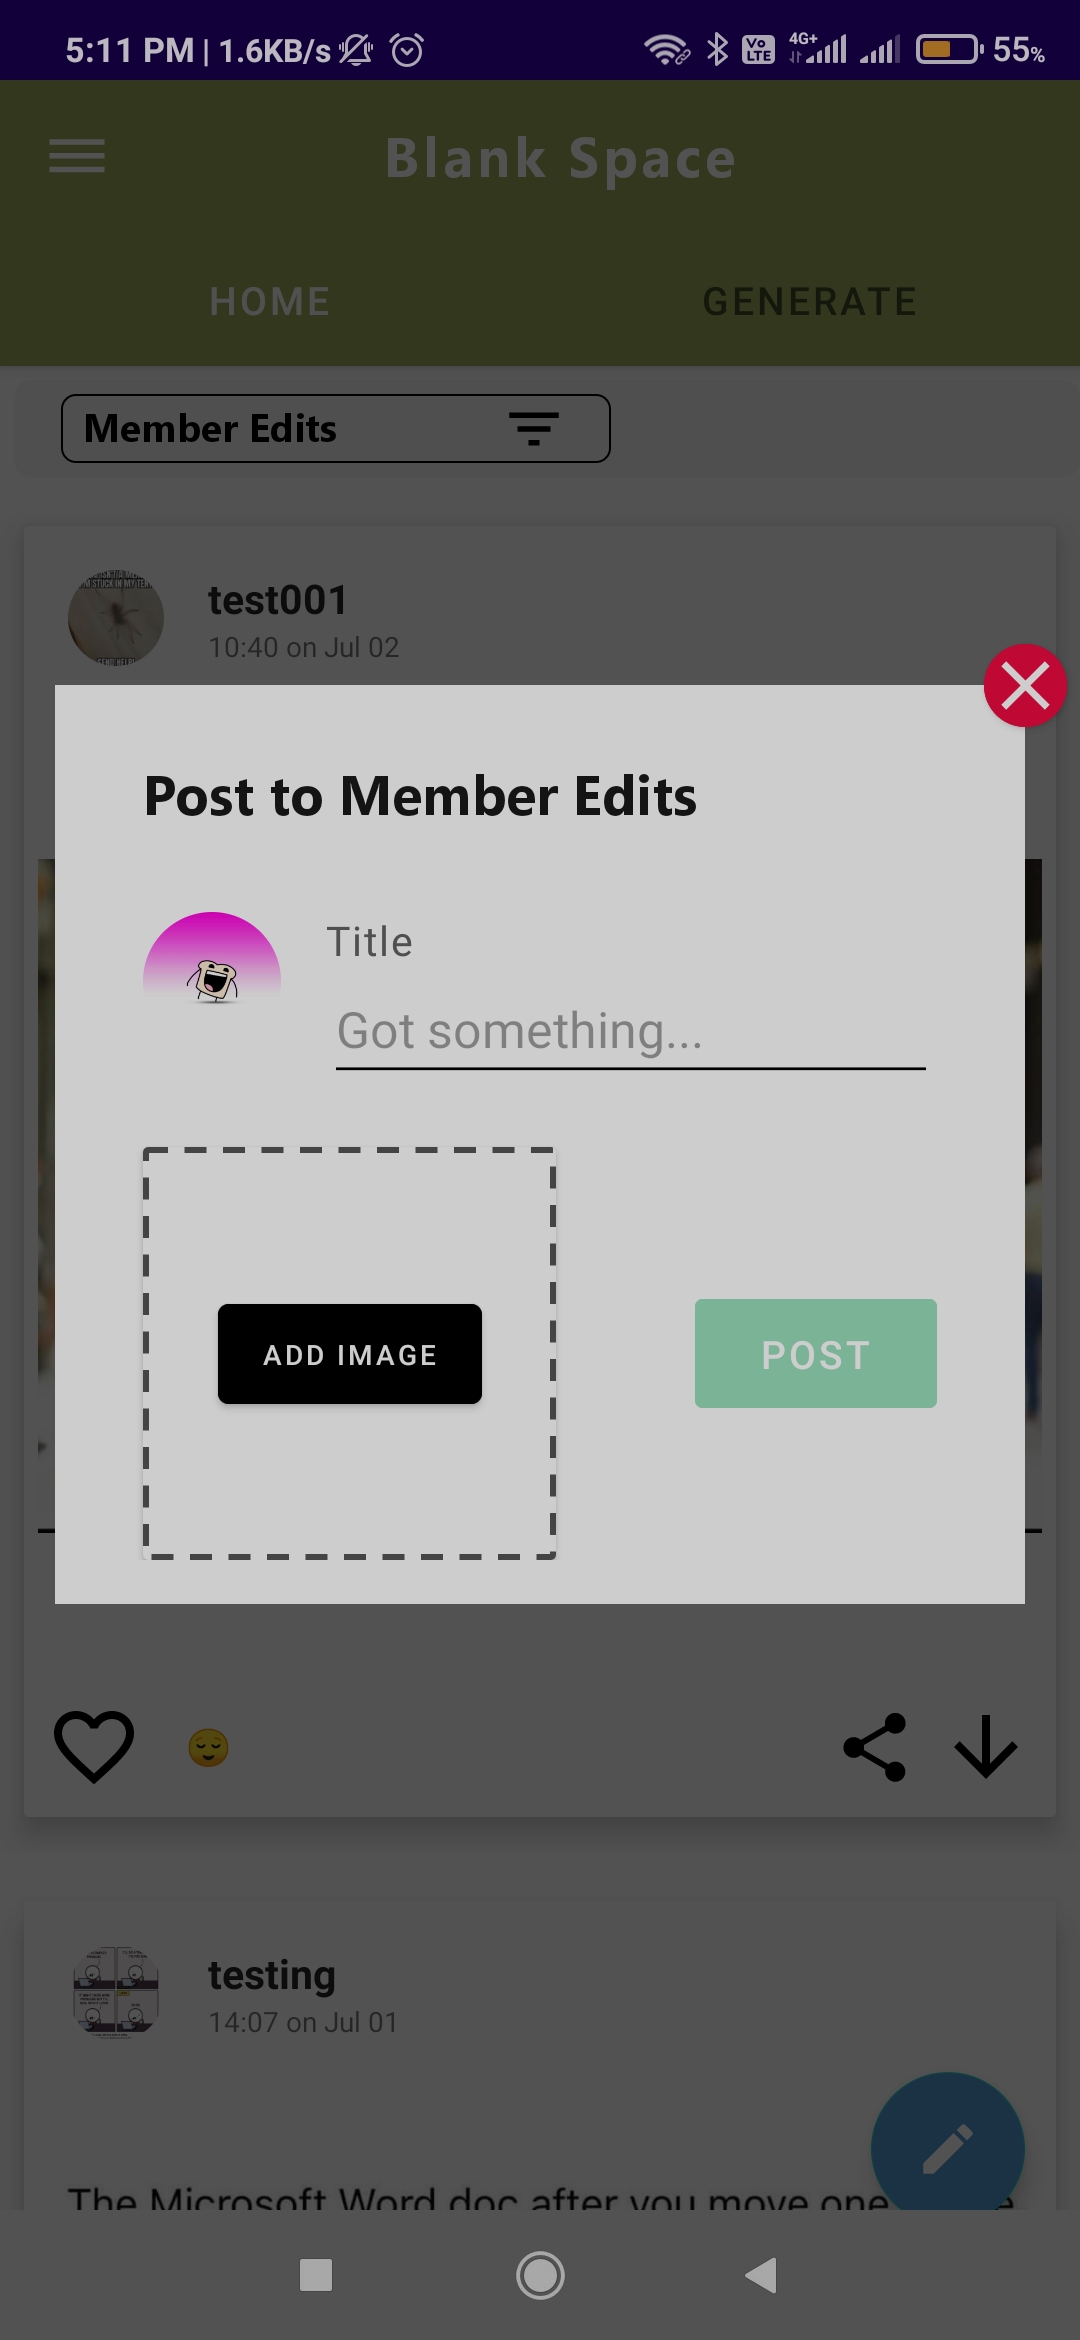 5:11 PM | 1.6KB/s Vo LTE 4G+ 55%
Blank Space
HOME GENERATE
Member Edits
test001
10:40 on Jul 02
Post to Member Edits
Title
Got something...
ADD IMAGE
POST
testing
14:07 on Jul 01
The Microsoft Word doc after you move one